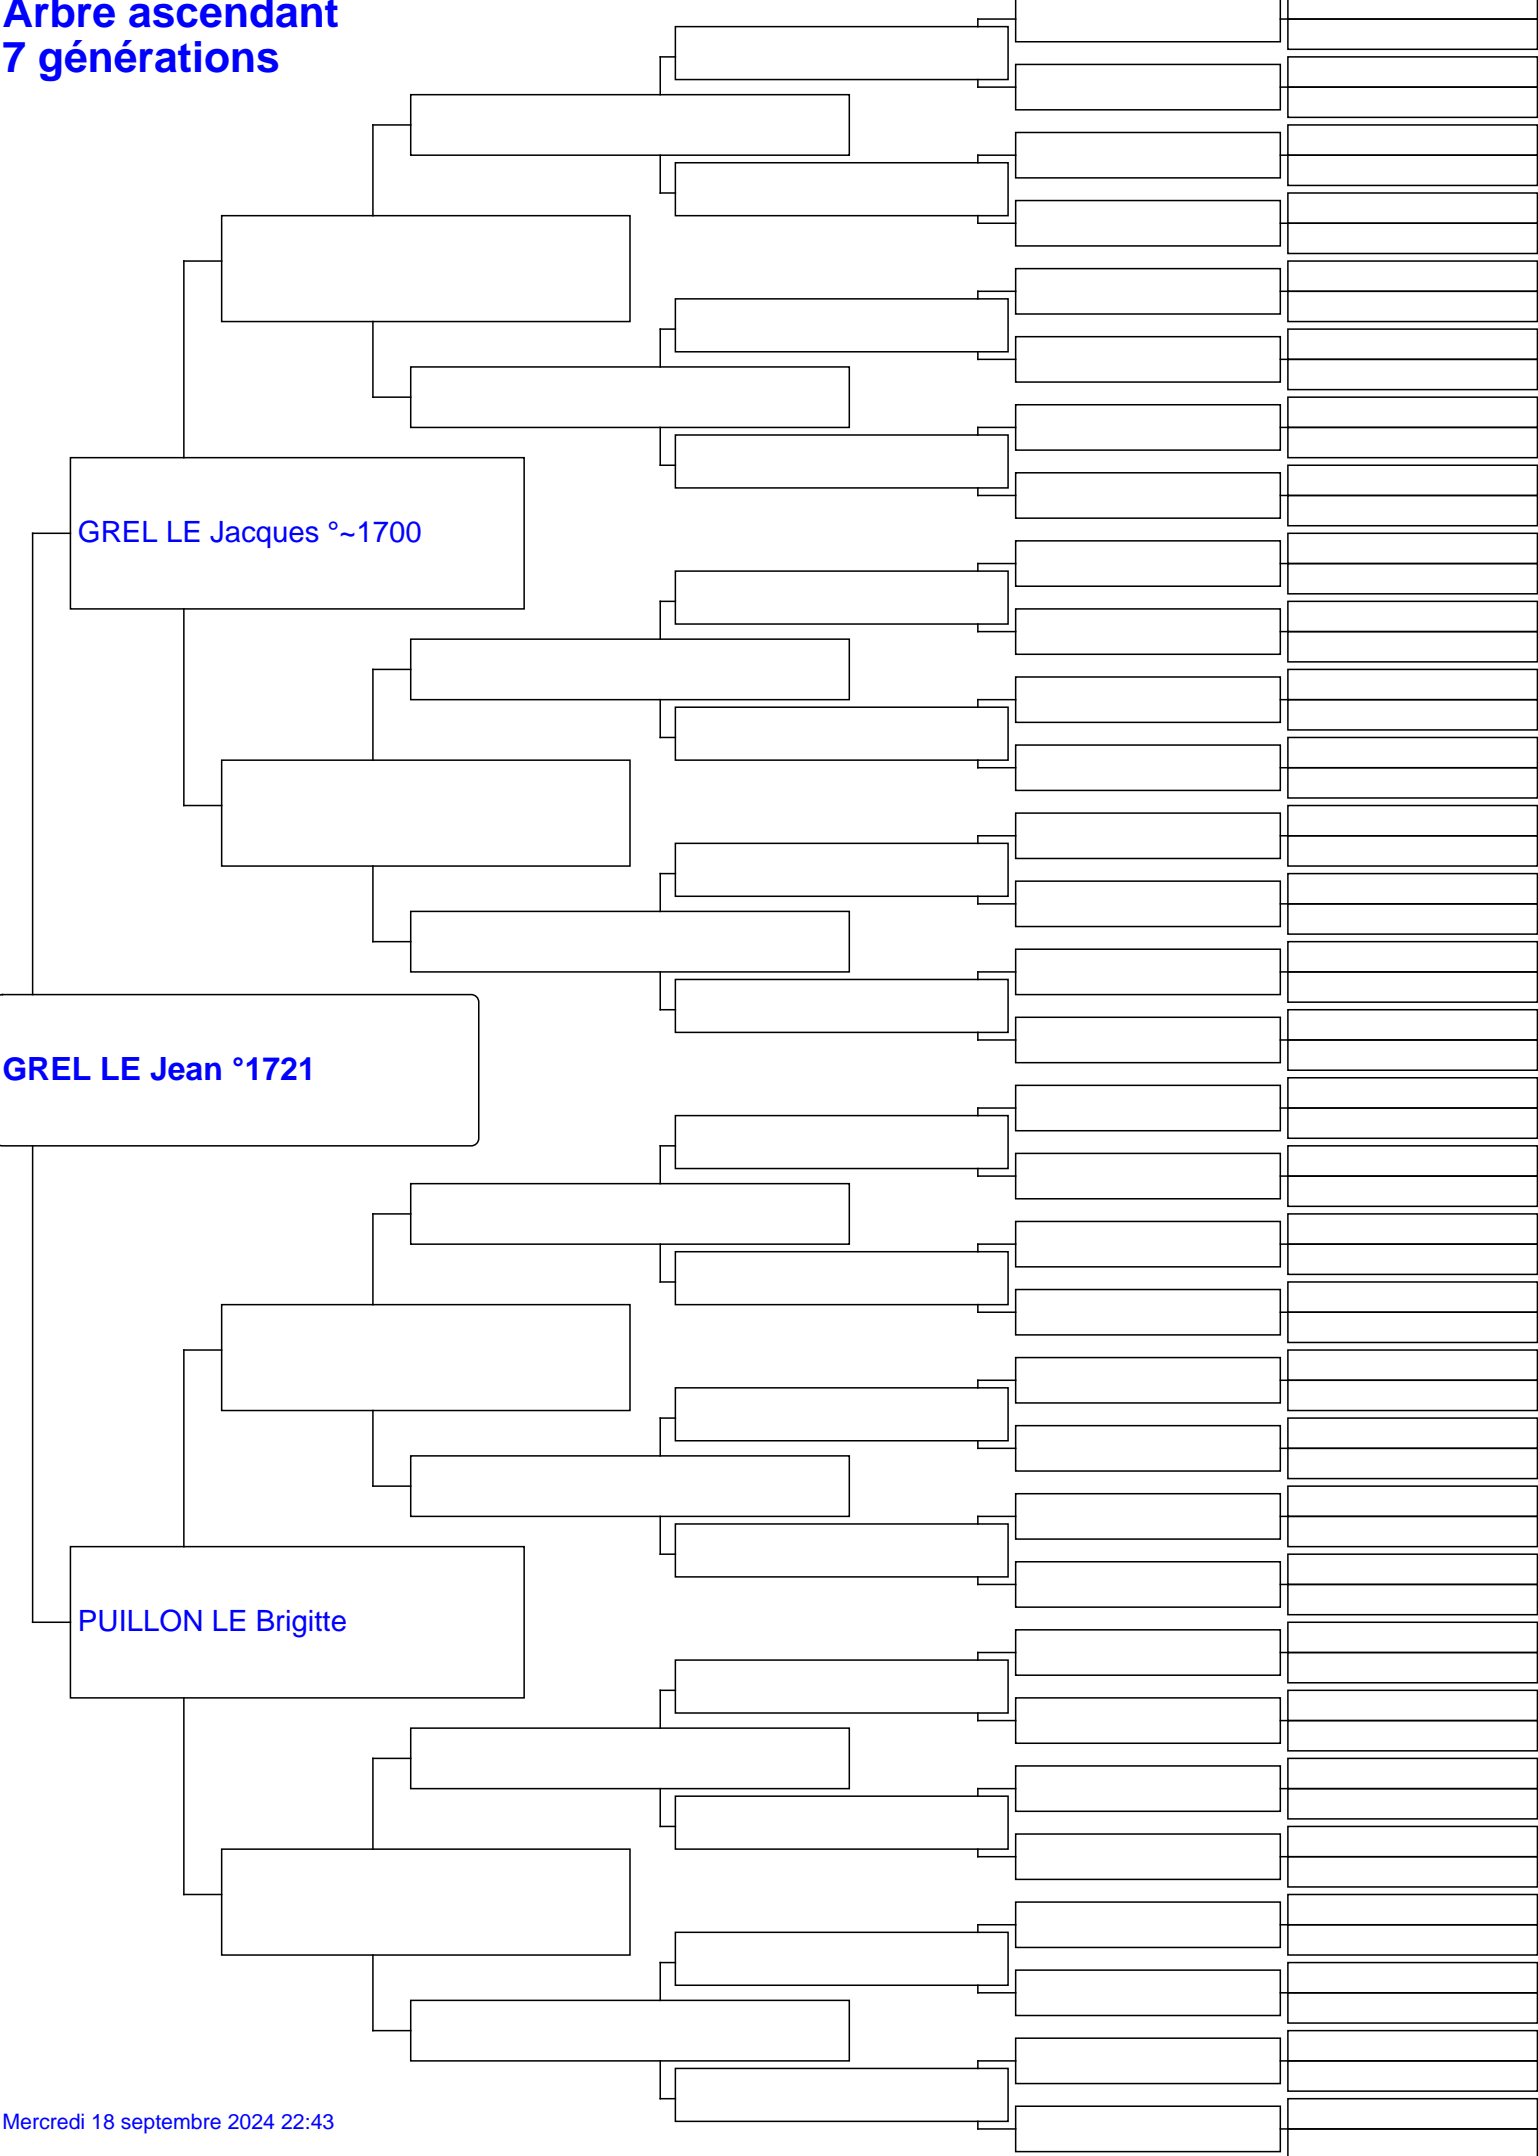 Arbre ascendant
7 générations
GREL LE Jacques °~1700
GREL LE Jean °1721
PUILLON LE Brigitte
Mercredi 18 septembre 2024 22:43